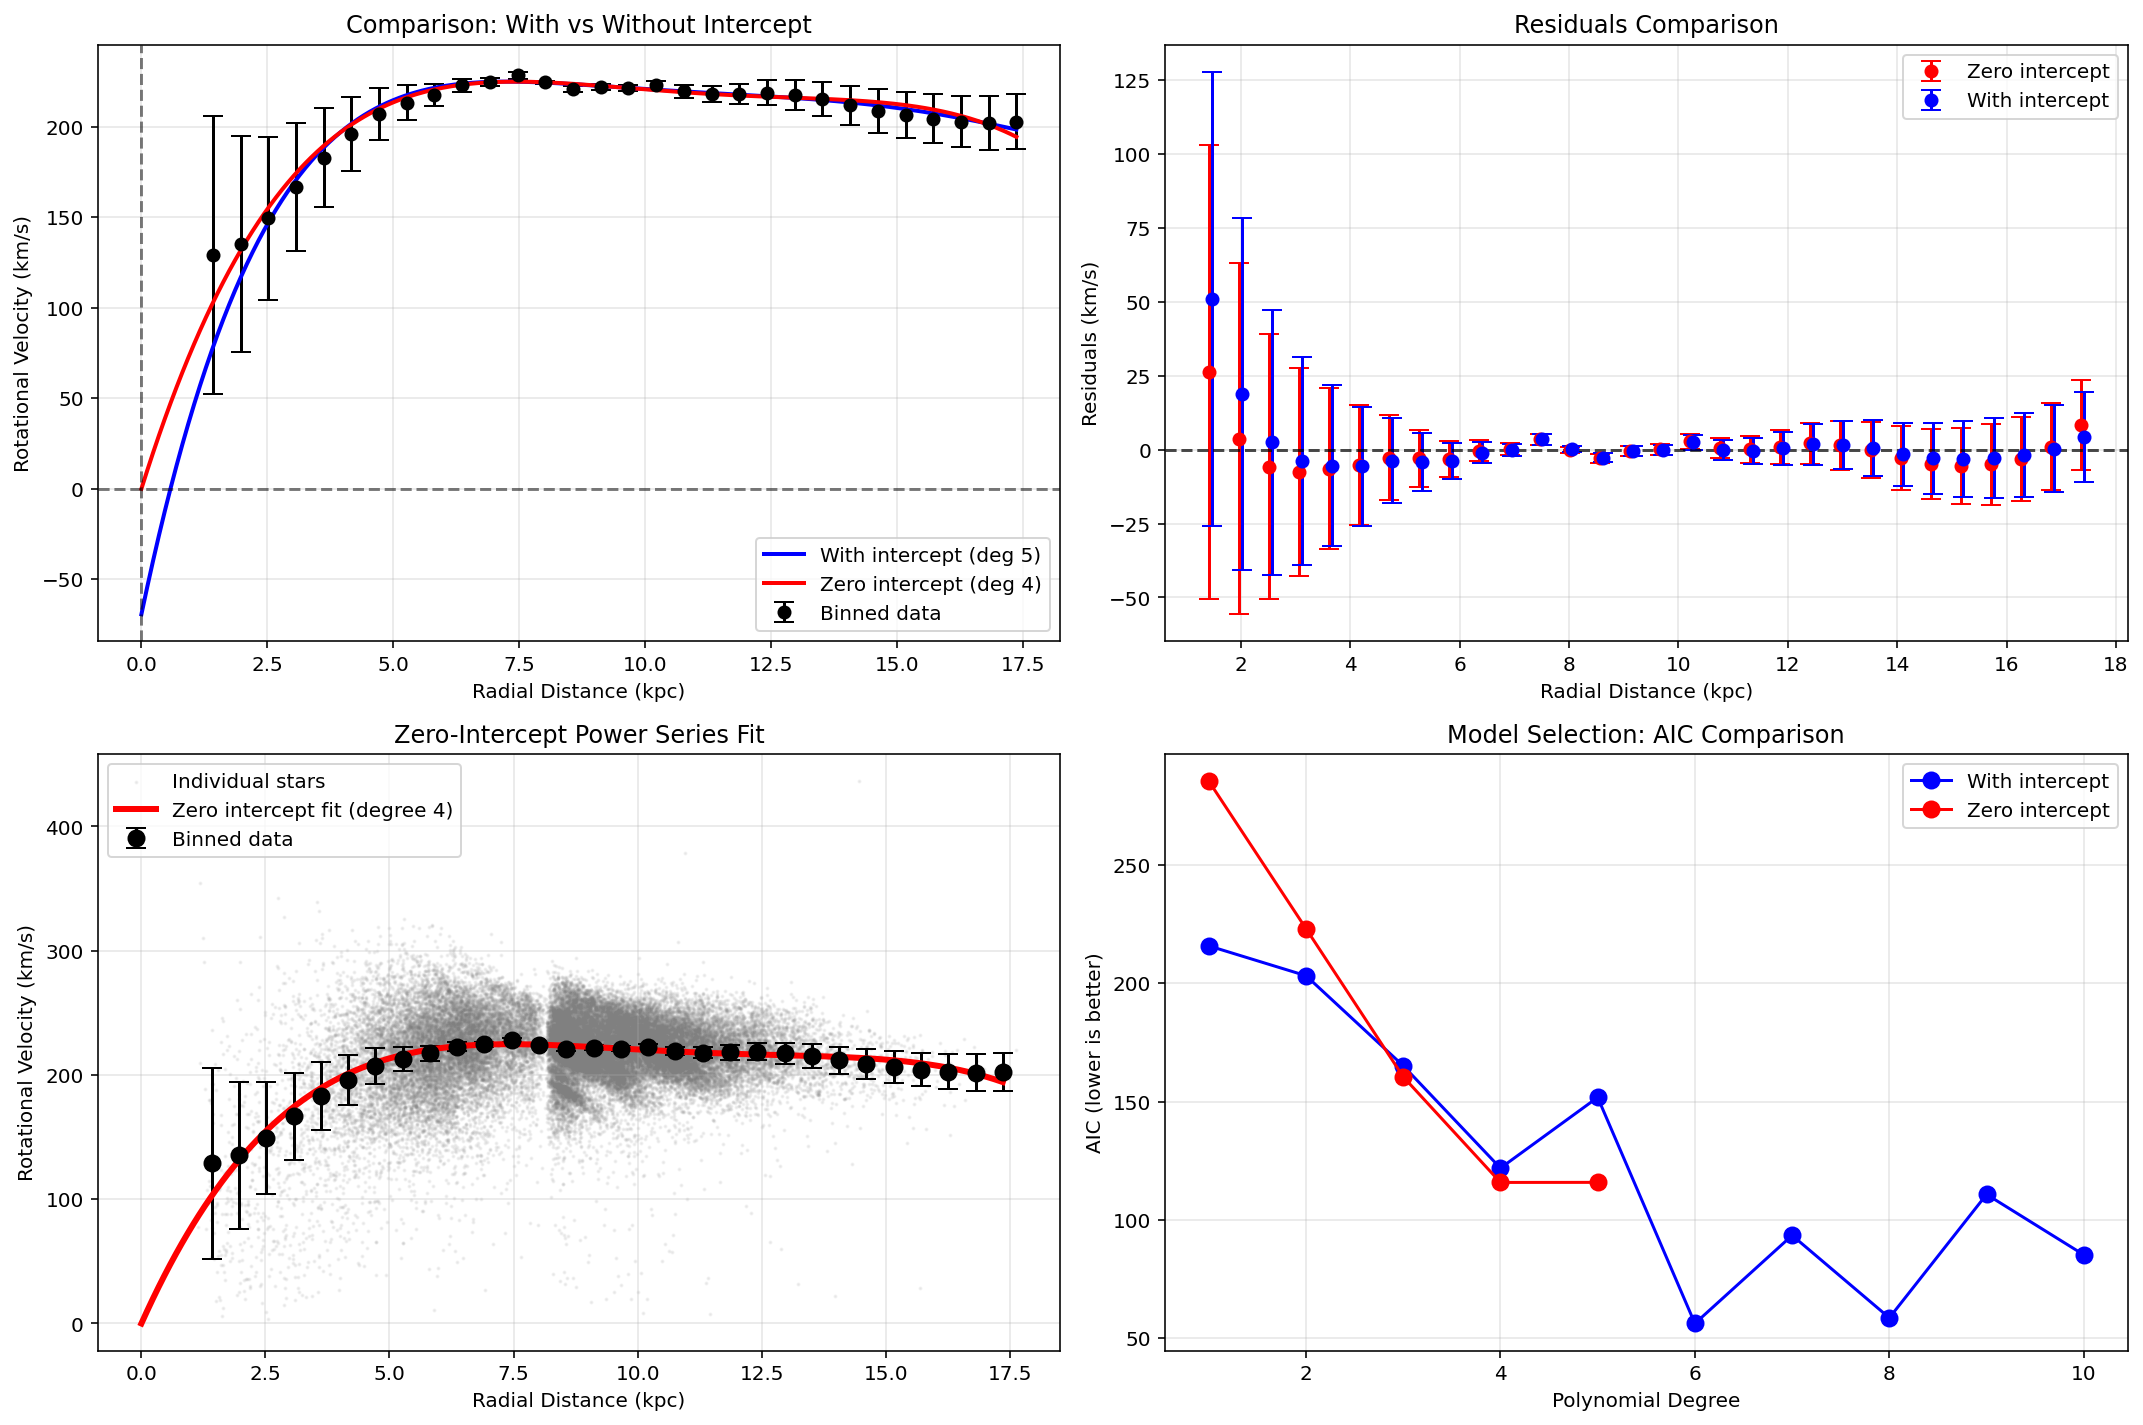 Comparison: With vs Without Intercept
Rotational Velocity (km/s)
200
150
100
50
0
−50
With intercept (deg 5)
Zero intercept (deg 4)
Binned data
0.0 2.5 5.0 7.5 10.0 12.5 15.0 17.5
Radial Distance (kpc)
Residuals Comparison
Residuals (km/s)
125
100
75
50
25
0
−25
−50
Zero intercept
With intercept
2 4 6 8 10 12 14 16 18
Radial Distance (kpc)
Zero-Intercept Power Series Fit
Rotational Velocity (km/s)
400
300
200
100
0
Individual stars
Zero intercept fit (degree 4)
Binned data
0.0 2.5 5.0 7.5 10.0 12.5 15.0 17.5
Radial Distance (kpc)
Model Selection: AIC Comparison
AIC (lower is better)
250
200
150
100
50
With intercept
Zero intercept
2 4 6 8 10
Polynomial Degree